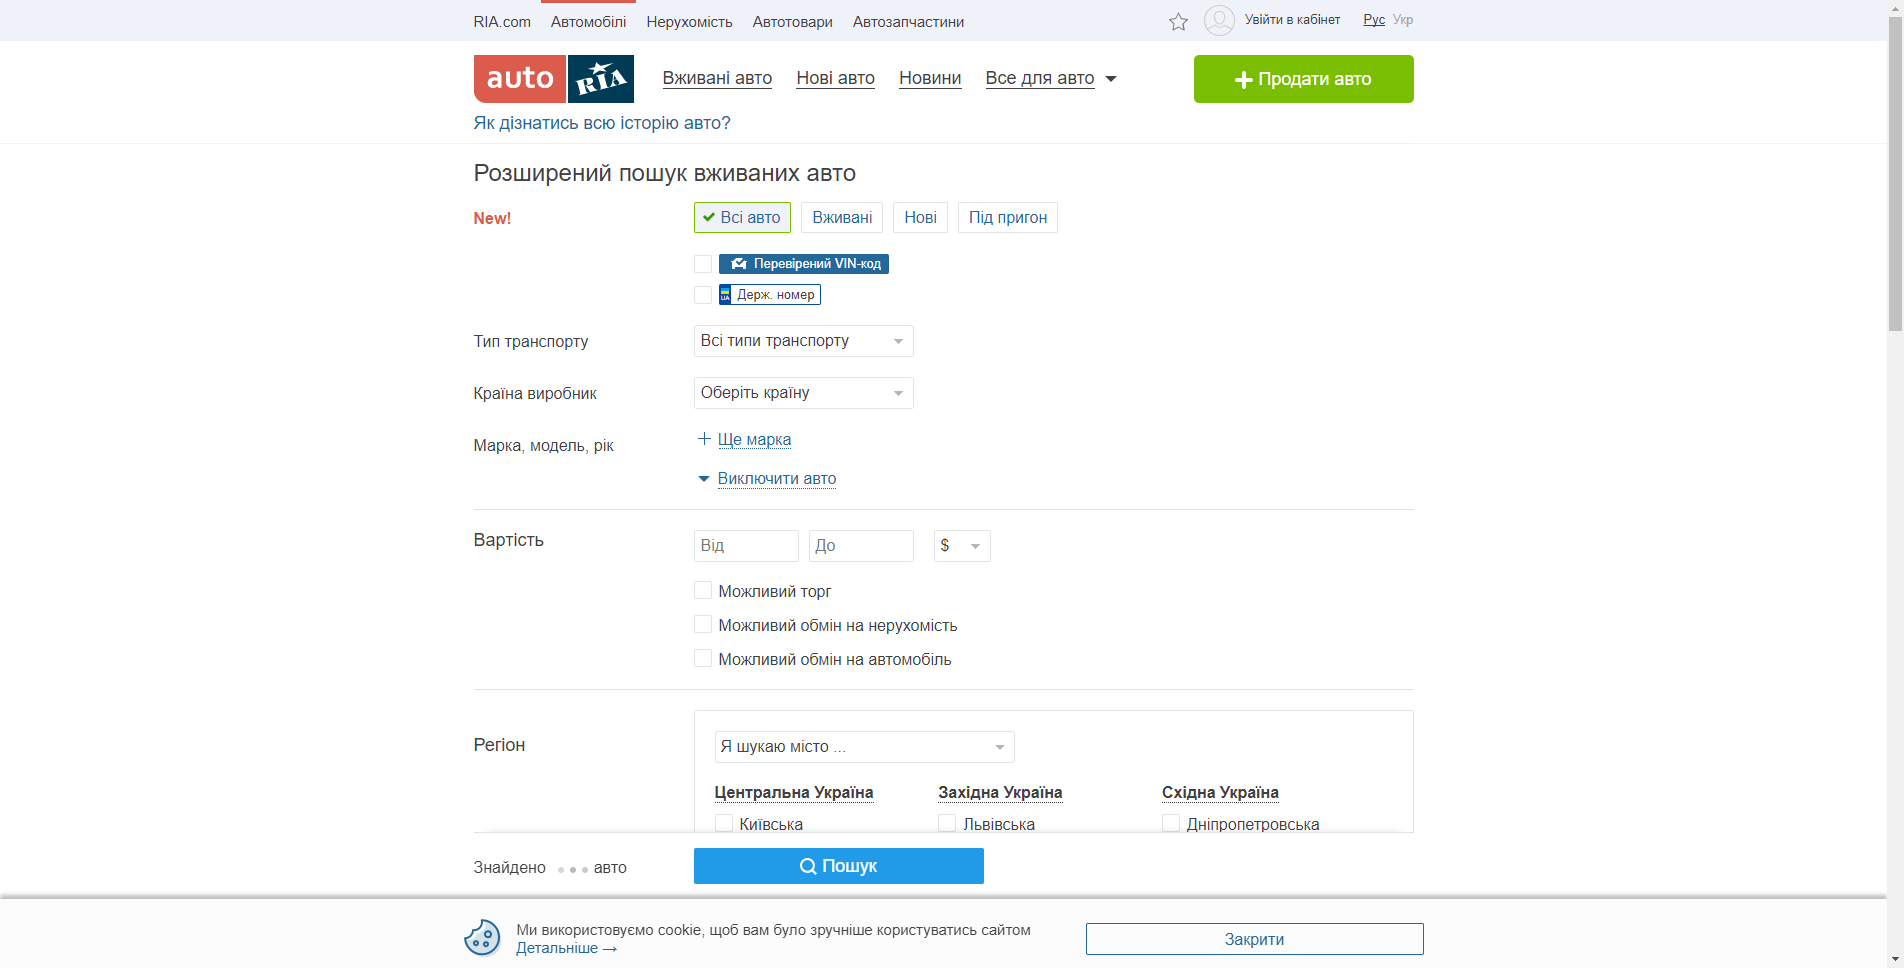 RIA.com Автомобілі Нерухомість Автотовари Автозапчастини Увійти в кабінет Рус Укр
auto RIA Вживані авто Нові авто Новини Все для авто Продати авто
Як дізнатись всю історію авто?
Розширений пошук вживаних авто
New! Всі авто Вживані Нові Під пригон
Перевірений VIN-код
UA Держ. номер
Тип транспорту Всі типи транспорту
Країна виробник Оберіть країну
Марка, модель, рік + Ще марка
Виключити авто
Вартість Від До $
Можливий торг
Можливий обмін на нерухомість
Можливий обмін на автомобіль
Регіон Я шукаю місто ...
Центральна Україна Західна Україна Східна Україна
Київська Львівська Дніпропетровська
Знайдено авто Пошук
Ми використовуємо cookie, щоб вам було зручніше користуватись сайтом
Детальніше → Закрити